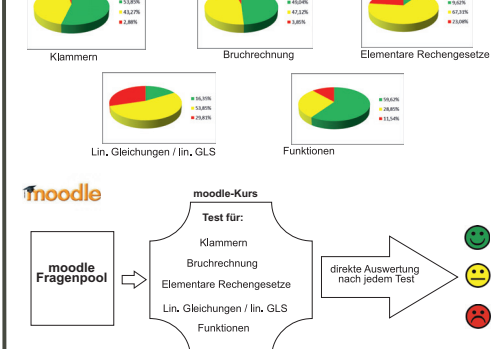 53,85%
43,27%
2,88%
49,04%
47,12%
3,85%
9,62%
67,31%
23,08%
Klammern
Bruchrechnung
Elementare Rechengesetze
16,35%
53,85%
29,81%
59,62%
28,85%
11,54%
Lin. Gleichungen / lin. GLS
Funktionen
moodle
moodle-Kurs
Test für:
Klammern
Bruchrechnung
Elementare Rechengesetze
Lin. Gleichungen / lin. GLS
Funktionen
moodle
Fragenpool
direkte Auswertung
nach jedem Test